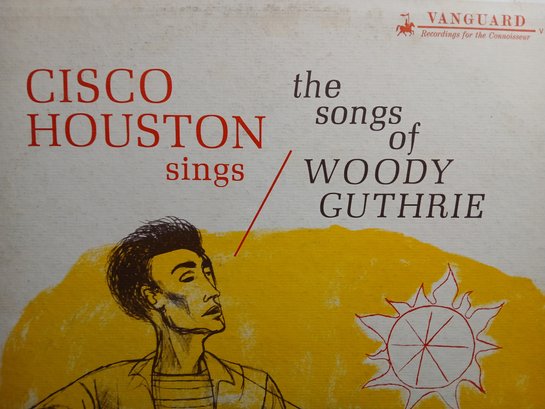 VANGUARD
Recordings for the Connoisseur
V
CISCO
HOUSTON
sings
the
songs
of
WOODY
GUTHRIE